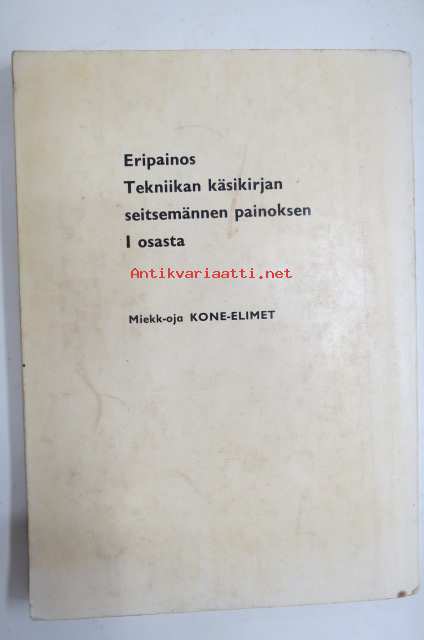 Eripainos
Tekniikan käsikirjan
seitsemännen painoksen
I osasta
Antikvariaatti.net
Miekk-oja KONE-ELIMET